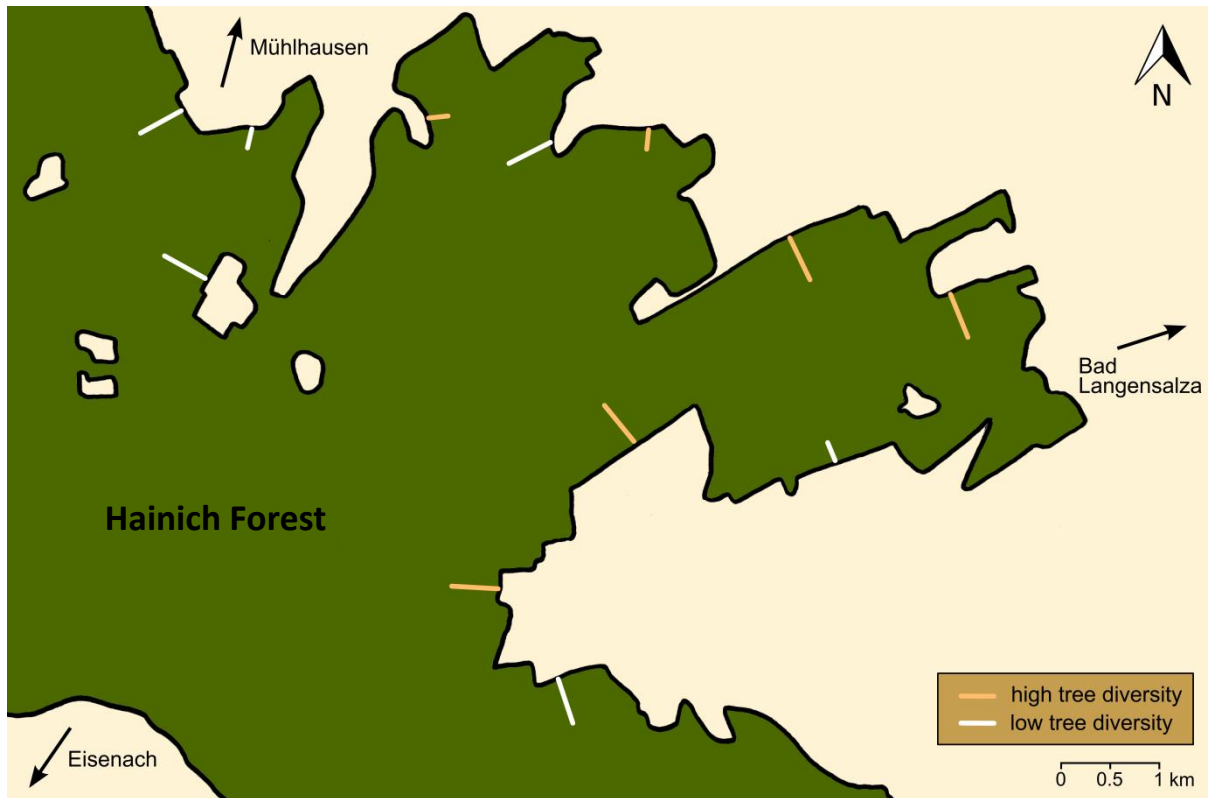 Mühlhausen
N
Bad
Langensalza
Hainich Forest
high tree diversity
low tree diversity
Eisenach
0 0.5 1 km